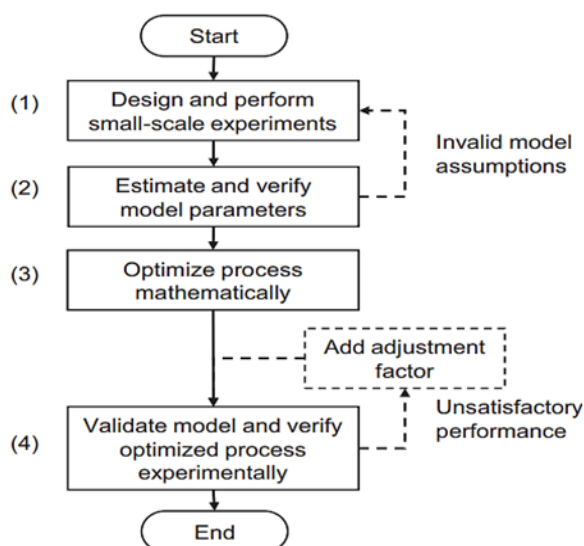 Start
(1)
Design and perform
small-scale experiments
Invalid model
assumptions
(2)
Estimate and verify
model parameters
(3)
Optimize process
mathematically
Add adjustment
factor
Unsatisfactory
performance
(4)
Validate model and verify
optimized process
experimentally
End